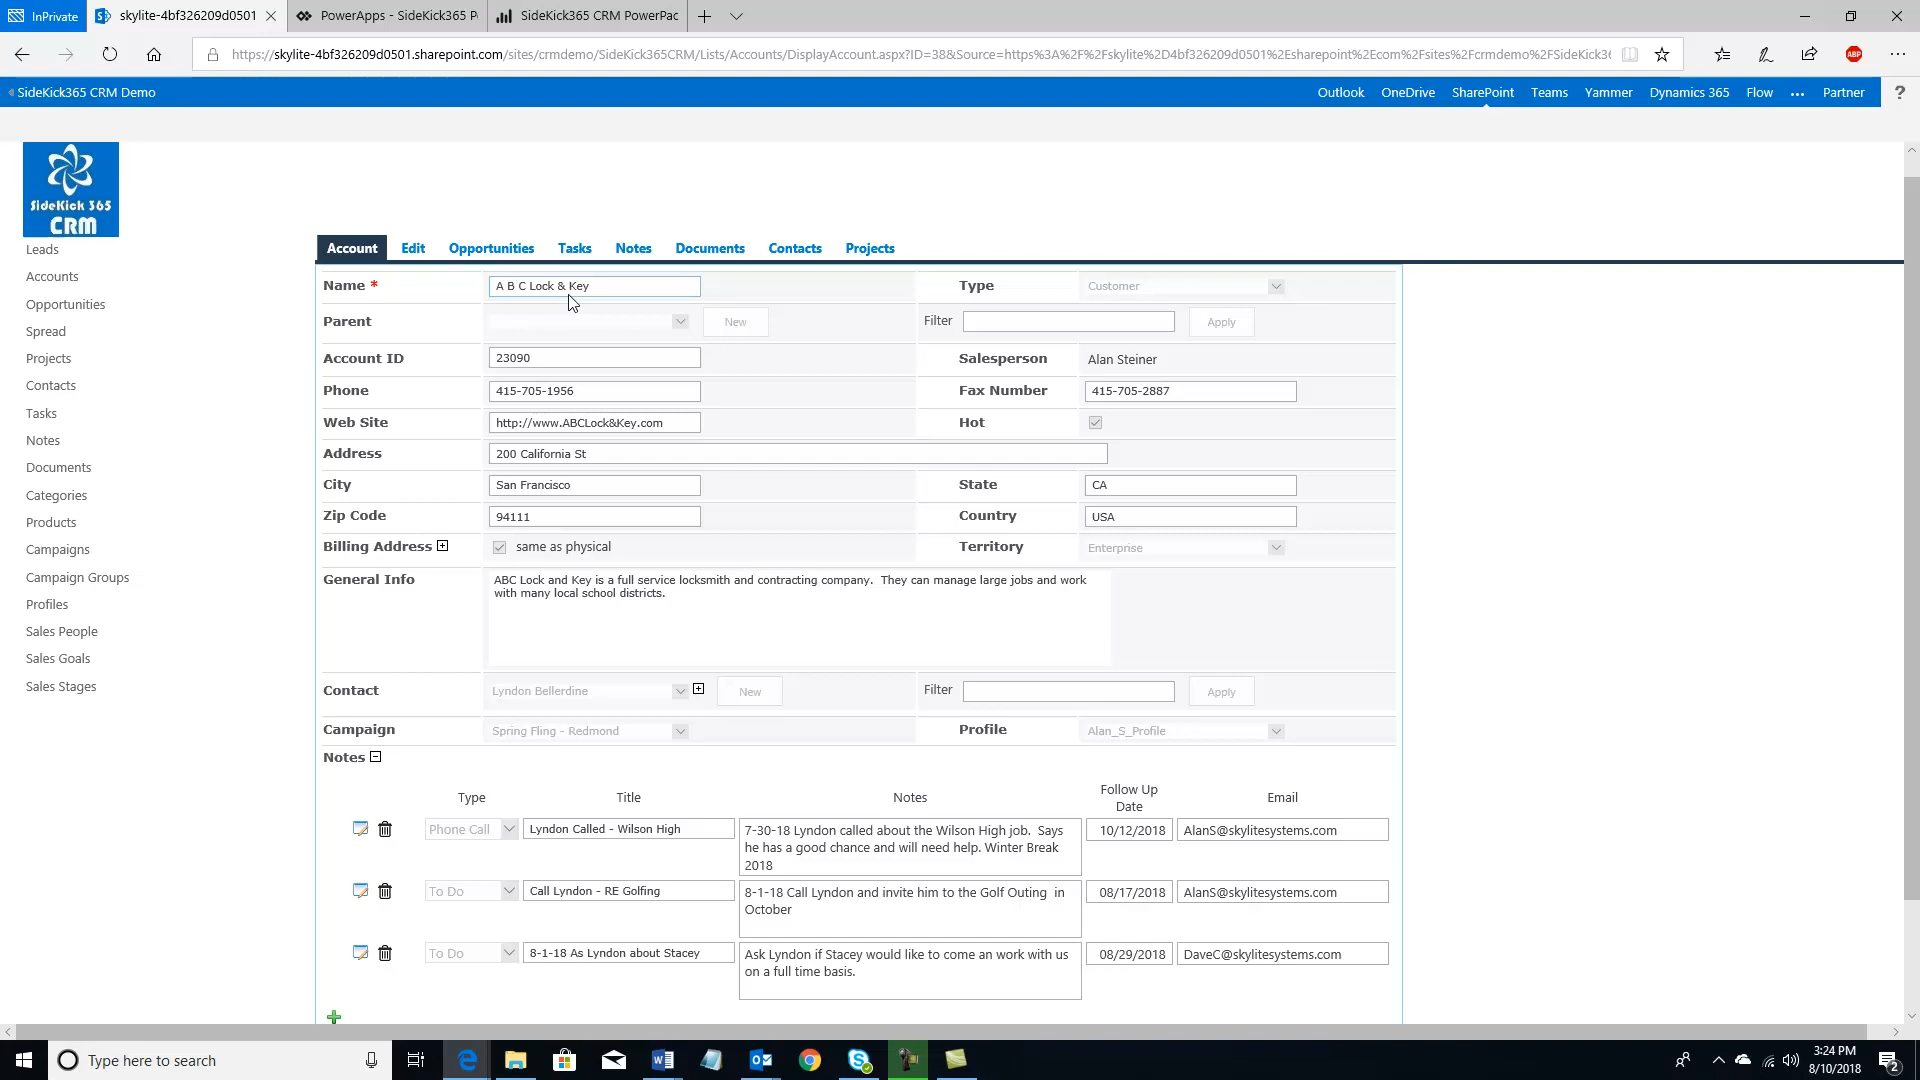 InPrivate
skylite-4bf326209d0501
PowerApps - SideKick365 P
SideKick365 CRM PowerPac
https://skylite-4bf326209d0501.sharepoint.com/sites/crmdemo/SideKick365CRM/Lists/Accounts/DisplayAccount.aspx?ID=38&Source=https%3A%2F%2Fskylite%2D4bf326209d0501%2Esharepoint%2Ecom%2Fsites%2Fcrmdemo%2FSideKick36
ABP
SideKick365 CRM Demo
Outlook OneDrive SharePoint Teams Yammer Dynamics 365 Flow ... Partner ?
SideKick 365
CRM
Leads
Accounts
Opportunities
Spread
Projects
Contacts
Tasks
Notes
Documents
Categories
Products
Campaigns
Campaign Groups
Profiles
Sales People
Sales Goals
Sales Stages
Account Edit Opportunities Tasks Notes Documents Contacts Projects
Name * A B C Lock & Key Type Customer
Parent New Filter Apply
Account ID 23090 Salesperson Alan Steiner
Phone 415-705-1956 Fax Number 415-705-2887
Web Site http://www.ABCLock&Key.com Hot
Address 200 California St
City San Francisco State CA
Zip Code 94111 Country USA
Billing Address same as physical Territory Enterprise
General Info ABC Lock and Key is a full service locksmith and contracting company. They can manage large jobs and work
with many local school districts.
Contact Lyndon Bellerdine New Filter Apply
Campaign Spring Fling - Redmond Profile Alan_S_Profile
Notes
Type Title Notes Follow Up Date Email
Phone Call Lyndon Called - Wilson High 7-30-18 Lyndon called about the Wilson High job. Says 10/12/2018 AlanS@skylitesystems.com
he has a good chance and will need help. Winter Break
2018
To Do Call Lyndon - RE Golfing 8-1-18 Call Lyndon and invite him to the Golf Outing in 08/17/2018 AlanS@skylitesystems.com
October
To Do 8-1-18 As Lyndon about Stacey Ask Lyndon if Stacey would like to come an work with us 08/29/2018 DaveC@skylitesystems.com
on a full time basis.
Type here to search
3:24 PM
8/10/2018
2